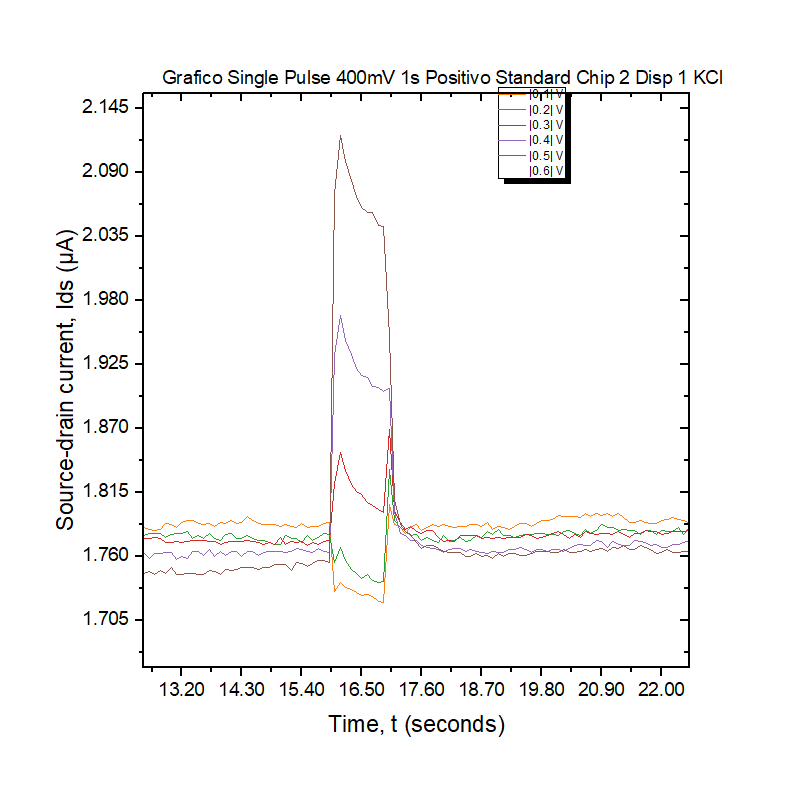 Grafico Single Pulse 400mV 1s Positivo Standard Chip 2 Disp 1 KCl
|0.1| V
|0.2| V
|0.3| V
|0.4| V
|0.5| V
|0.6| V
2.145
2.090
2.035
1.980
1.925
1.870
1.815
1.760
1.705
Source-drain current, Ids (µA)
13.20 14.30 15.40 16.50 17.60 18.70 19.80 20.90 22.00
Time, t (seconds)